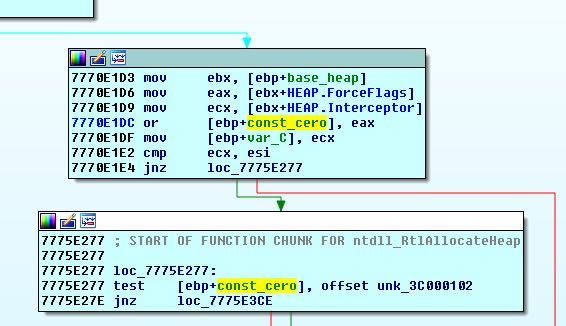 7770E1D3 mov ebx, [ebp+base_heap]
7770E1D6 mov eax, [ebx+HEAP.ForceFlags]
7770E1D9 mov ecx, [ebx+HEAP.Interceptor]
7770E1DC or [ebp+const_cero], eax
7770E1DF mov [ebp+var_C], ecx
7770E1E2 cmp ecx, esi
7770E1E4 jnz loc_7775E277
7775E277 ; START OF FUNCTION CHUNK FOR ntdll_RtlAllocateHeap
7775E277
7775E277 loc_7775E277:
7775E277 test [ebp+const_cero], offset unk_3C000102
7775E27E jnz loc_7775E3CE